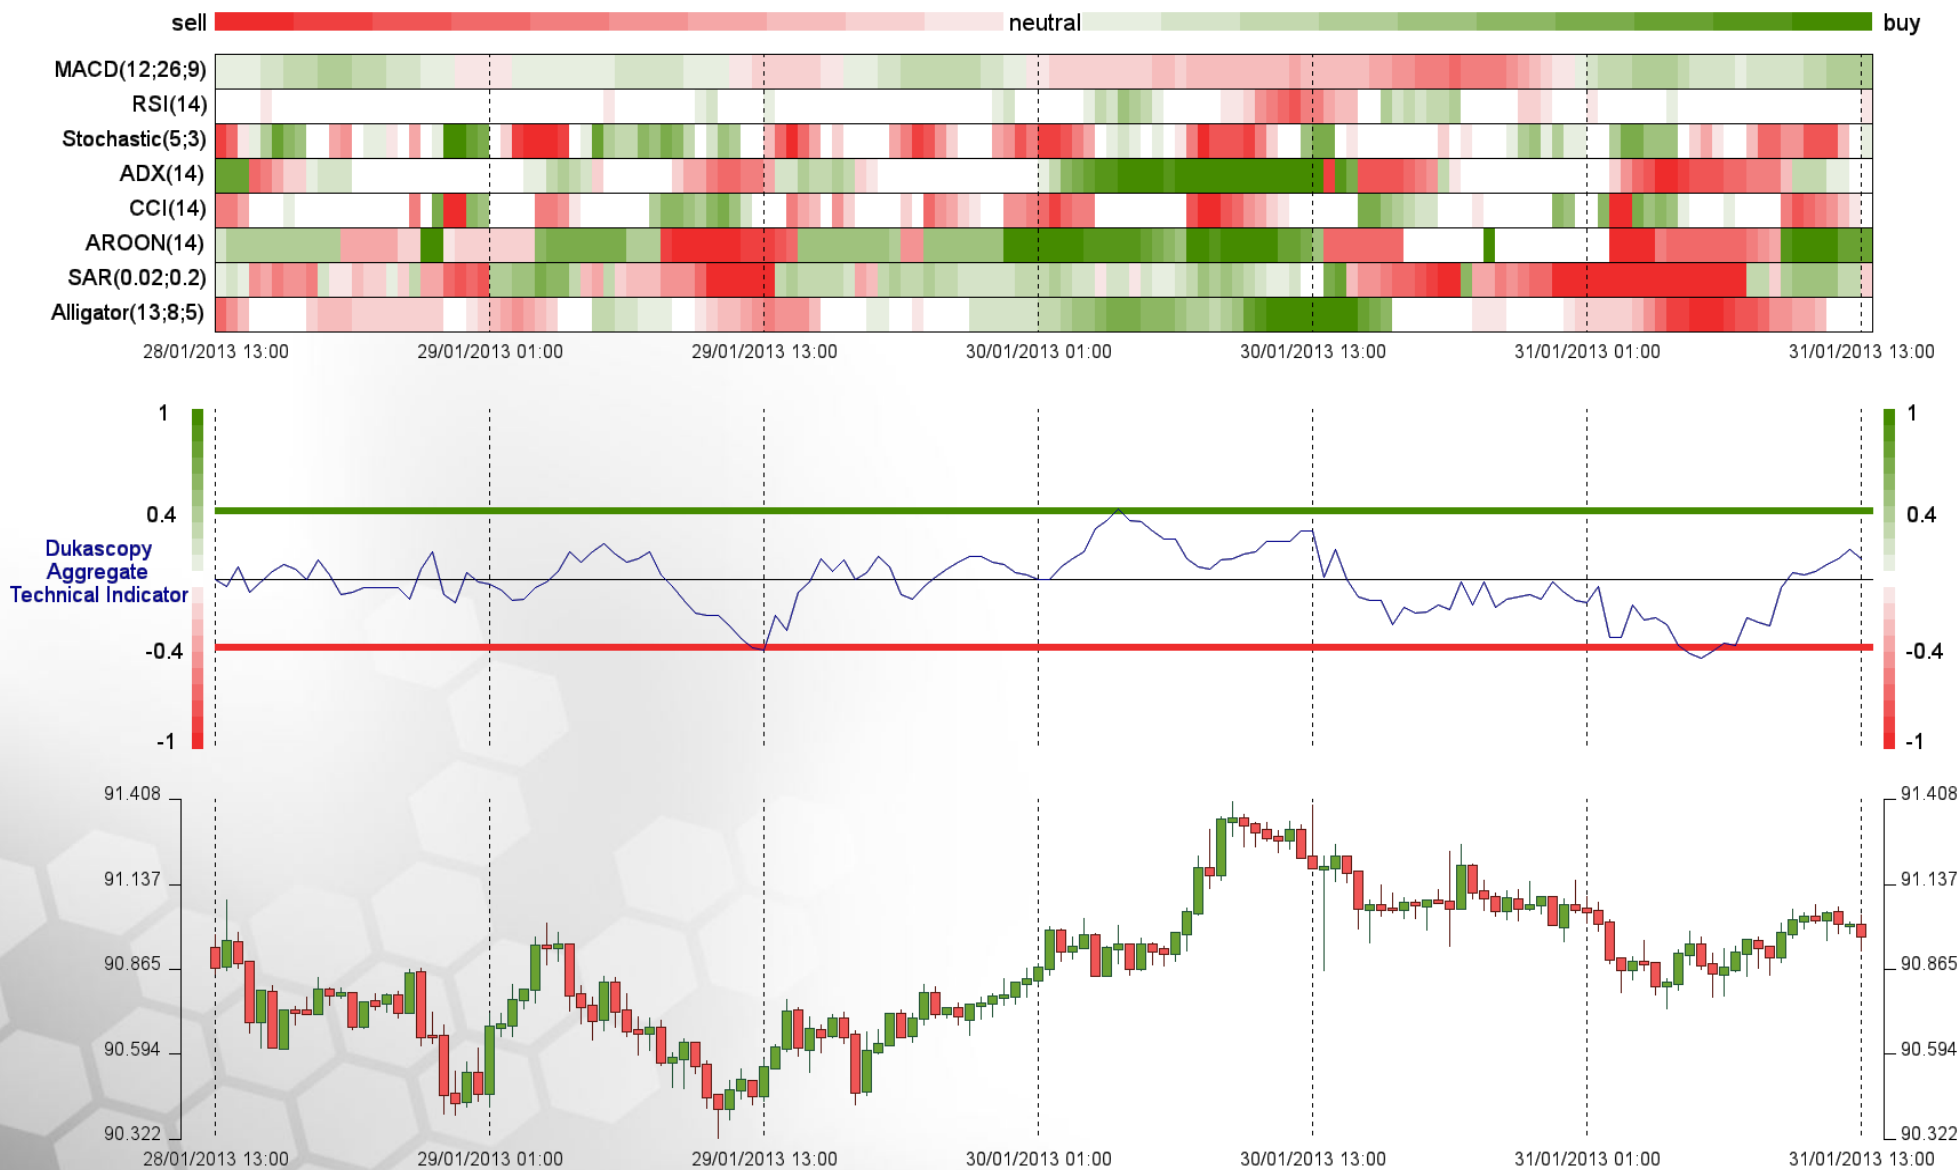 sell neutral buy
MACD(12;26;9)
RSI(14)
Stochastic(5;3)
ADX(14)
CCI(14)
AROON(14)
SAR(0.02;0.2)
Alligator(13;8;5)
28/01/2013 13:00 29/01/2013 01:00 29/01/2013 13:00 30/01/2013 01:00 30/01/2013 13:00 31/01/2013 01:00 31/01/2013 13:00
1 1
0.4 0.4
Dukascopy
Aggregate
Technical Indicator
-0.4 -0.4
-1 -1
91.408 91.408
91.137 91.137
90.865 90.865
90.594 90.594
90.322 90.322
28/01/2013 13:00 29/01/2013 01:00 29/01/2013 13:00 30/01/2013 01:00 30/01/2013 13:00 31/01/2013 01:00 31/01/2013 13:00